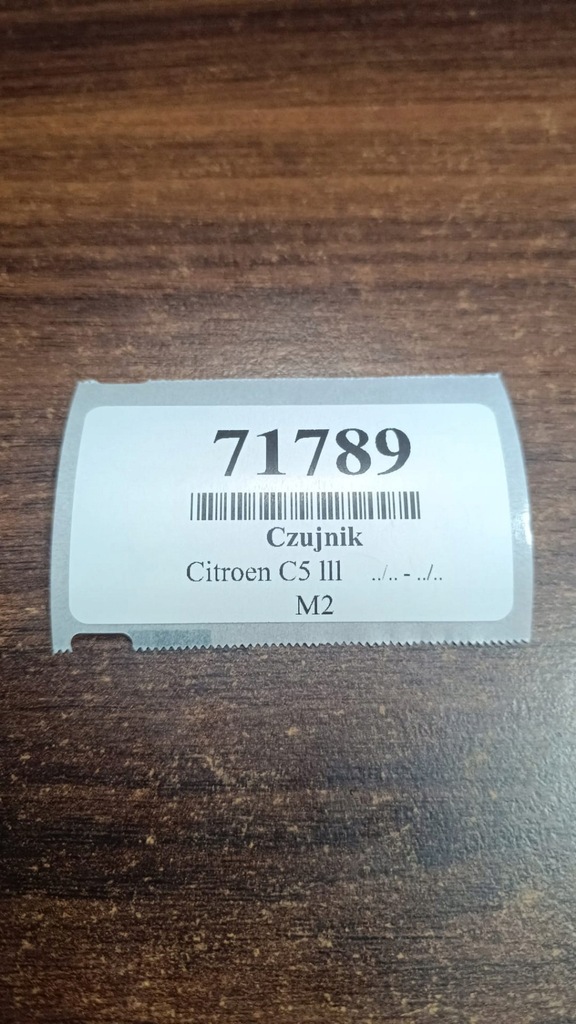 71789
Czujnik
Citroen C5 lll ../.. - ../..
M2